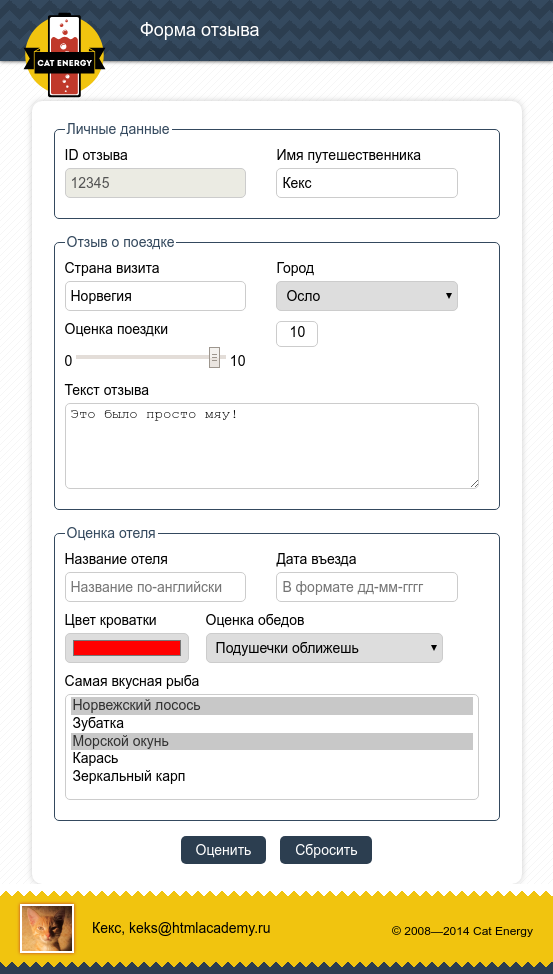 Форма отзыва
CAT ENERGY
Личные данные
ID отзыва
Имя путешественника
12345
Кекс
Отзыв о поездке
Страна визита
Город
Норвегия
Осло
Оценка поездки
10
0
10
Текст отзыва
Это было просто мяу!
Оценка отеля
Название отеля
Дата въезда
Название по-английски
В формате дд-мм-гггг
Цвет кроватки
Оценка обедов
Подушечки оближешь
Самая вкусная рыба
Норвежский лосось
Зубатка
Морской окунь
Карась
Зеркальный карп
Оценить
Сбросить
Кекс, keks@htmlacademy.ru
© 2008—2014 Cat Energy